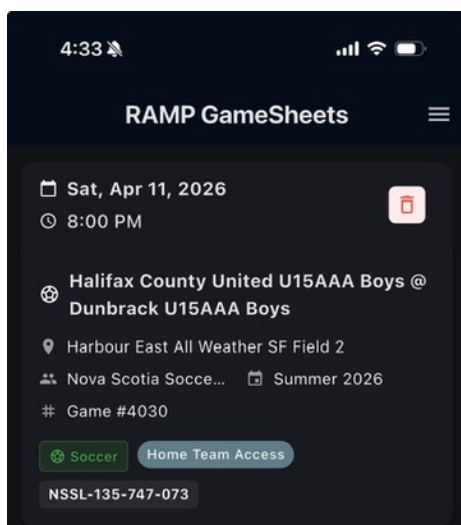 4:33
RAMP GameSheets
Sat, Apr 11, 2026
8:00 PM
Halifax County United U15AAA Boys @
Dunbrack U15AAA Boys
Harbour East All Weather SF Field 2
Nova Scotia Socce... Summer 2026
# Game #4030
Soccer Home Team Access
NSSL-135-747-073